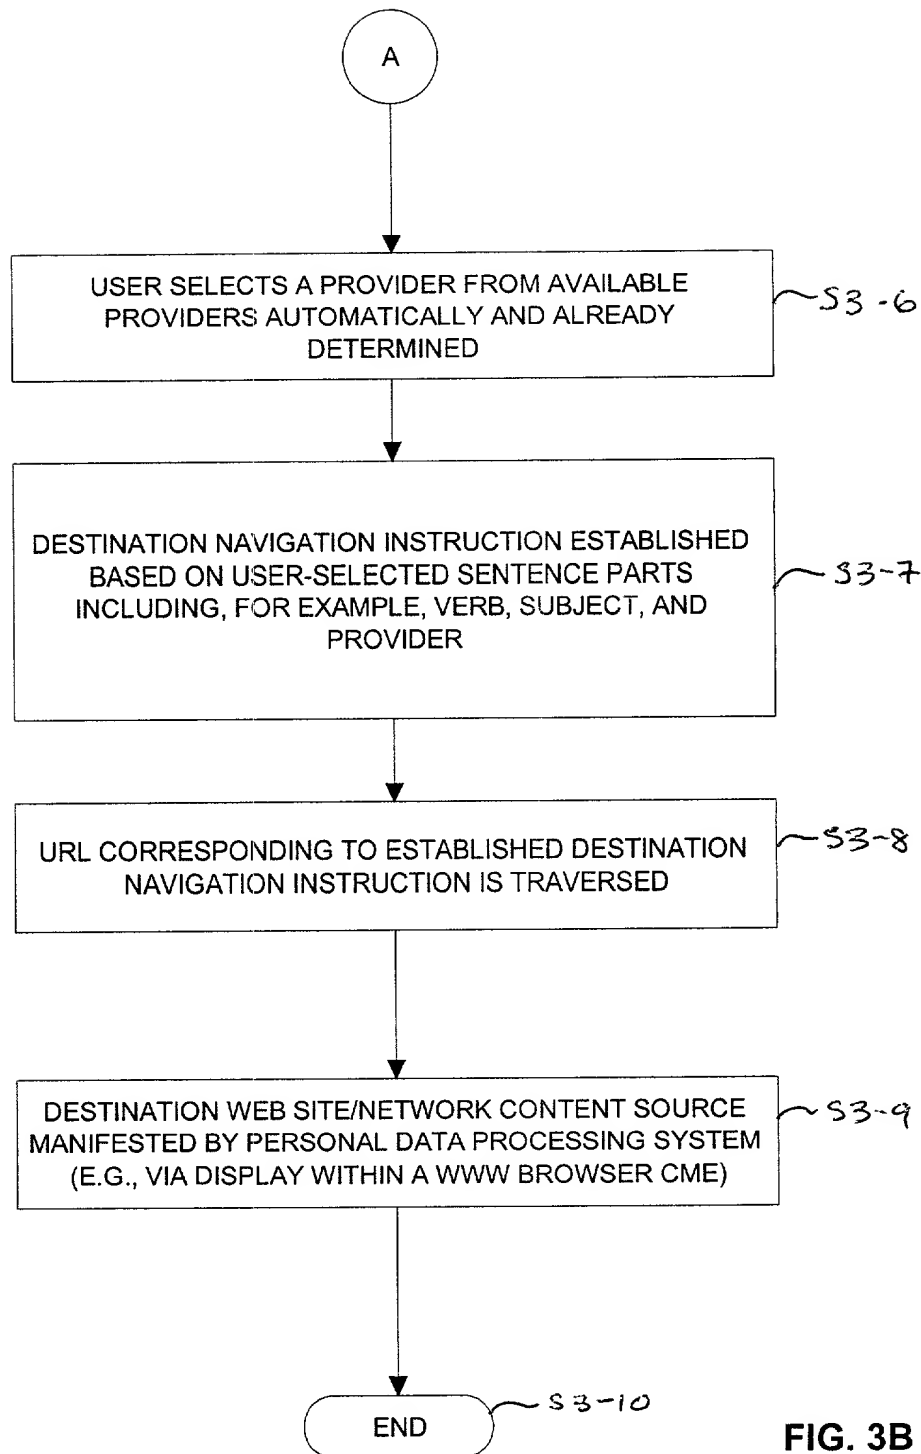 A
USER SELECTS A PROVIDER FROM AVAILABLE
PROVIDERS AUTOMATICALLY AND ALREADY
DETERMINED
S3-6
DESTINATION NAVIGATION INSTRUCTION ESTABLISHED
BASED ON USER-SELECTED SENTENCE PARTS
INCLUDING, FOR EXAMPLE, VERB, SUBJECT, AND
PROVIDER
S3-7
URL CORRESPONDING TO ESTABLISHED DESTINATION
NAVIGATION INSTRUCTION IS TRAVERSED
S3-8
DESTINATION WEB SITE/NETWORK CONTENT SOURCE
MANIFESTED BY PERSONAL DATA PROCESSING SYSTEM
(E.G., VIA DISPLAY WITHIN A WWW BROWSER CME)
S3-9
END
S3-10
FIG. 3B